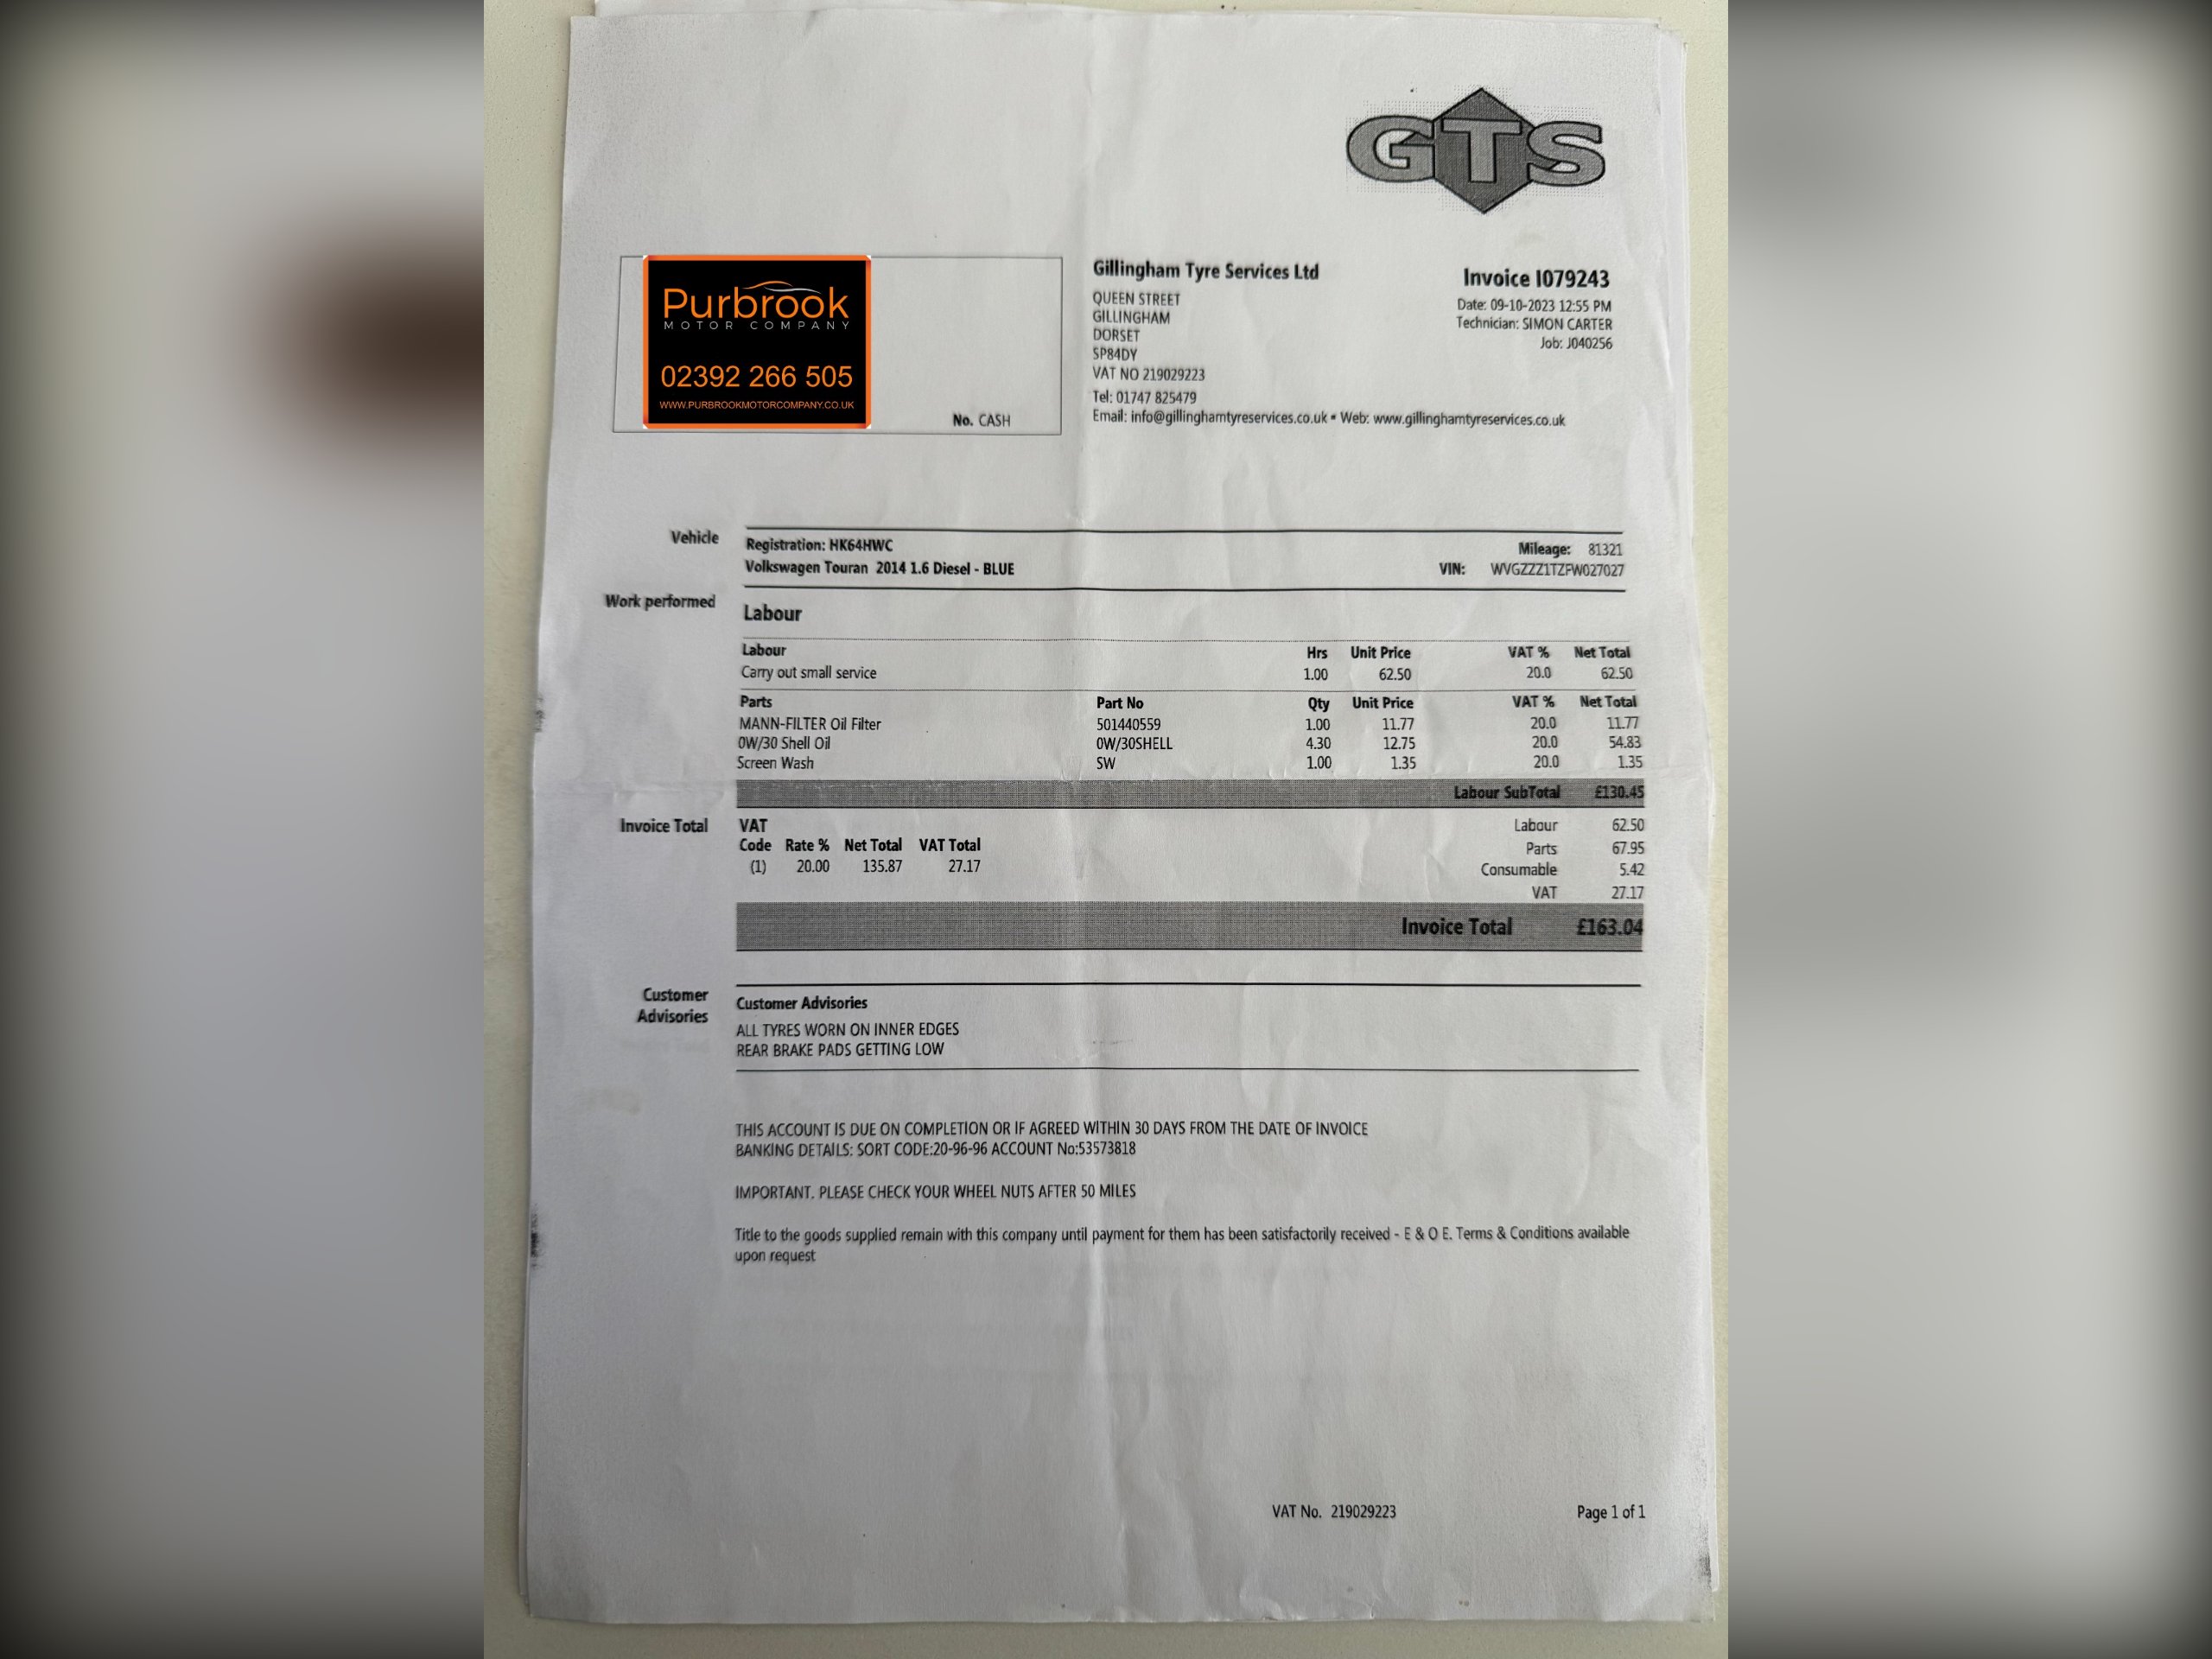 GTS
Purbrook
MOTOR COMPANY
02392 266 505
WWW.PURBROOKMOTORCOMPANY.CO.UK
No. CASH
Gillingham Tyre Services Ltd
QUEEN STREET
GILLINGHAM
DORSET
SP84DY
VAT NO 219029223
Tel: 01747 825479
Email: info@gillinghamtyreservices.co.uk • Web: www.gillinghamtyreservices.co.uk
Invoice I079243
Date: 09-10-2023 12:55 PM
Technician: SIMON CARTER
Job: J040256
Vehicle
Registration: HK64HWC Mileage: 81321
Volkswagen Touran 2014 1.6 Diesel - BLUE VIN: WVGZZZ1TZFW027027
Work performed
Labour
Labour Hrs Unit Price VAT % Net Total
Carry out small service 1.00 62.50 20.0 62.50
Parts Part No Qty Unit Price VAT % Net Total
MANN-FILTER Oil Filter 501440559 1.00 11.77 20.0 11.77
0W/30 Shell Oil 0W/30SHELL 4.30 12.75 20.0 54.83
Screen Wash SW 1.00 1.35 20.0 1.35
Labour SubTotal £130.45
Invoice Total
VAT
Code Rate % Net Total VAT Total
(1) 20.00 135.87 27.17
Labour 62.50
Parts 67.95
Consumable 5.42
VAT 27.17
Invoice Total £163.04
Customer
Advisories
Customer Advisories
ALL TYRES WORN ON INNER EDGES
REAR BRAKE PADS GETTING LOW
THIS ACCOUNT IS DUE ON COMPLETION OR IF AGREED WITHIN 30 DAYS FROM THE DATE OF INVOICE
BANKING DETAILS: SORT CODE:20-96-96 ACCOUNT No:53573818
IMPORTANT. PLEASE CHECK YOUR WHEEL NUTS AFTER 50 MILES
Title to the goods supplied remain with this company until payment for them has been satisfactorily received - E & O E. Terms & Conditions available
upon request
VAT No. 219029223
Page 1 of 1